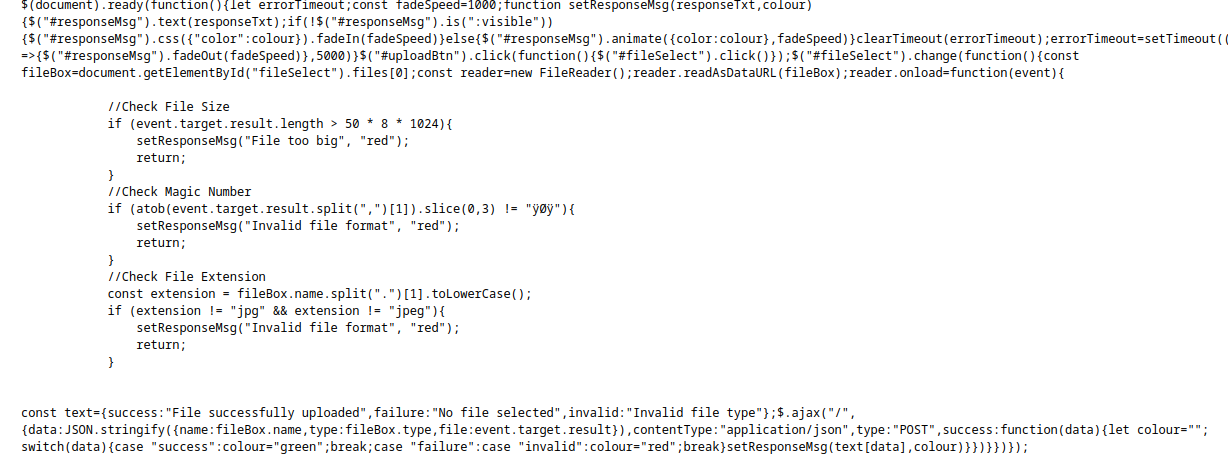 $(document).ready(function(){let errorTimeout;const fadeSpeed=1000;function setResponseMsg(responseTxt,colour)
{$("#responseMsg").text(responseTxt);if(!$("#responseMsg").is(":visible"))
{$("#responseMsg").css({"color":colour}).fadeIn(fadeSpeed)}else{$("#responseMsg").animate({color:colour},fadeSpeed)}clearTimeout(errorTimeout);errorTimeout=setTimeout((
=>{$("#responseMsg").fadeOut(fadeSpeed)},5000)}$("#uploadBtn").click(function(){$("#fileSelect").click()});$("#fileSelect").change(function(){const
fileBox=document.getElementById("fileSelect").files[0];const reader=new FileReader();reader.readAsDataURL(fileBox);reader.onload=function(event){
//Check File Size
if (event.target.result.length > 50 * 8 * 1024){
setResponseMsg("File too big", "red");
return;
}
//Check Magic Number
if (atob(event.target.result.split(",")[1]).slice(0,3) != "ÿØÿ"){
setResponseMsg("Invalid file format", "red");
return;
}
//Check File Extension
const extension = fileBox.name.split(".")[1].toLowerCase();
if (extension != "jpg" && extension != "jpeg"){
setResponseMsg("Invalid file format", "red");
return;
}
const text={success:"File successfully uploaded",failure:"No file selected",invalid:"Invalid file type"};$.ajax("/",
{data:JSON.stringify({name:fileBox.name,type:fileBox.type,file:event.target.result}),contentType:"application/json",type:"POST",success:function(data){let colour="";
switch(data){case "success":colour="green";break;case "failure":case "invalid":colour="red";break}setResponseMsg(text[data],colour)}})}})});